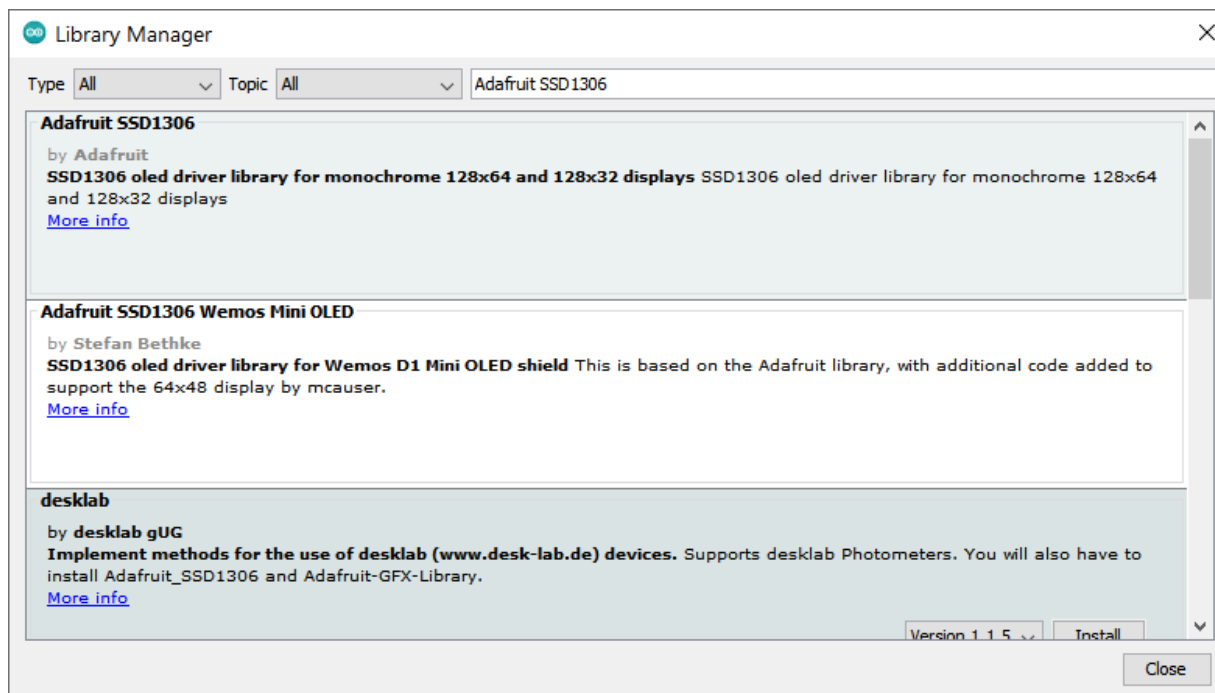 Library Manager
Type All Topic All Adafruit SSD1306
Adafruit SSD1306
by Adafruit
SSD1306 oled driver library for monochrome 128x64 and 128x32 displays SSD1306 oled driver library for monochrome 128x64
and 128x32 displays
More info
Adafruit SSD1306 Wemos Mini OLED
by Stefan Bethke
SSD1306 oled driver library for Wemos D1 Mini OLED shield This is based on the Adafruit library, with additional code added to
support the 64x48 display by mcauser.
More info
desklab
by desklab gUG
Implement methods for the use of desklab (www.desk-lab.de) devices. Supports desklab Photometers. You will also have to
install Adafruit_SSD1306 and Adafruit-GFX-Library.
More info
Version 1.1.5 Install
Close